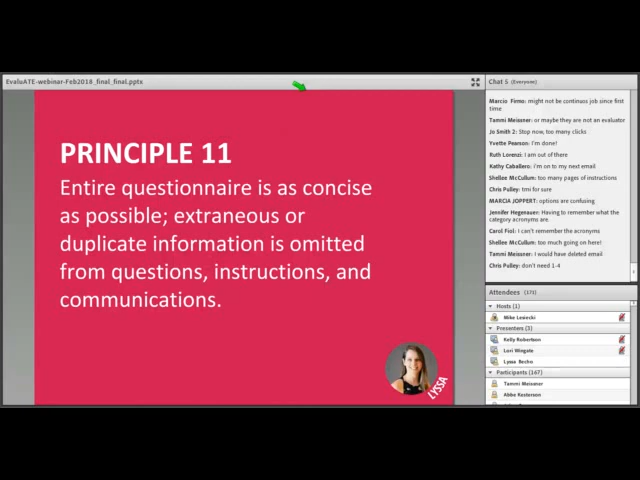 EvaluATE-webinar-Feb2018_final_final.pptx
PRINCIPLE 11
Entire questionnaire is as concise
as possible; extraneous or
duplicate information is omitted
from questions, instructions, and
communications.
LYSSA
Chat 5 (Everyone)
Marcio Firmo: might not be continuos job since first
time
Tammi Meissner: or maybe they are not an evaluator
Jo Smith 2: Stop now, too many clicks
Yvette Pearson: I'm done!
Ruth Lorenzi: I am out of there
Kathy Caballero: i'm on to my next email
Shellee McCullum: too many pages of instructions
Chris Pulley: tmi for sure
MARCIA JOPPERT: options are confusing
Jennifer Hegenauer: Having to remember what the
category acronyms are
Carol Fiol: I can't remember the acronyms
Shellee McCullum: too much going on here!
Tammi Meissner: I would have deleted email
Chris Pulley: don't need 1-4
Attendees (171)
Hosts (1)
Mike Lesiecki
Presenters (3)
Kelly Robertson
Lori Wingate
Lyssa Becho
Participants (167)
Tammi Meissner
Abbe Kesterson